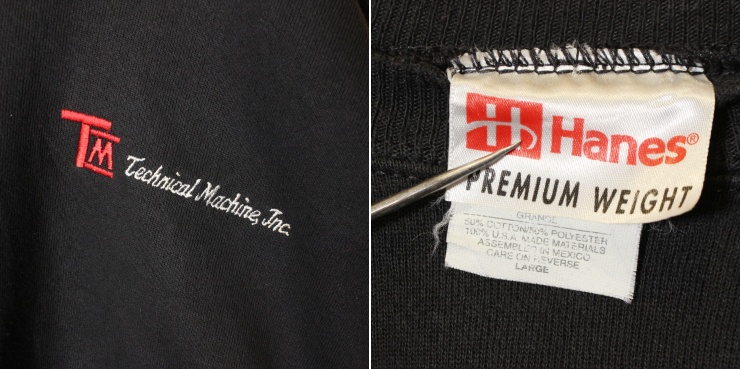 TM Technical Machine, Inc.
H Hanes®
PREMIUM WEIGHT
GRANDE
50% COTTON/50% POLYESTER
100% U.S.A. MADE MATERIALS
ASSEMBLED IN MEXICO
CARE ON REVERSE
LARGE